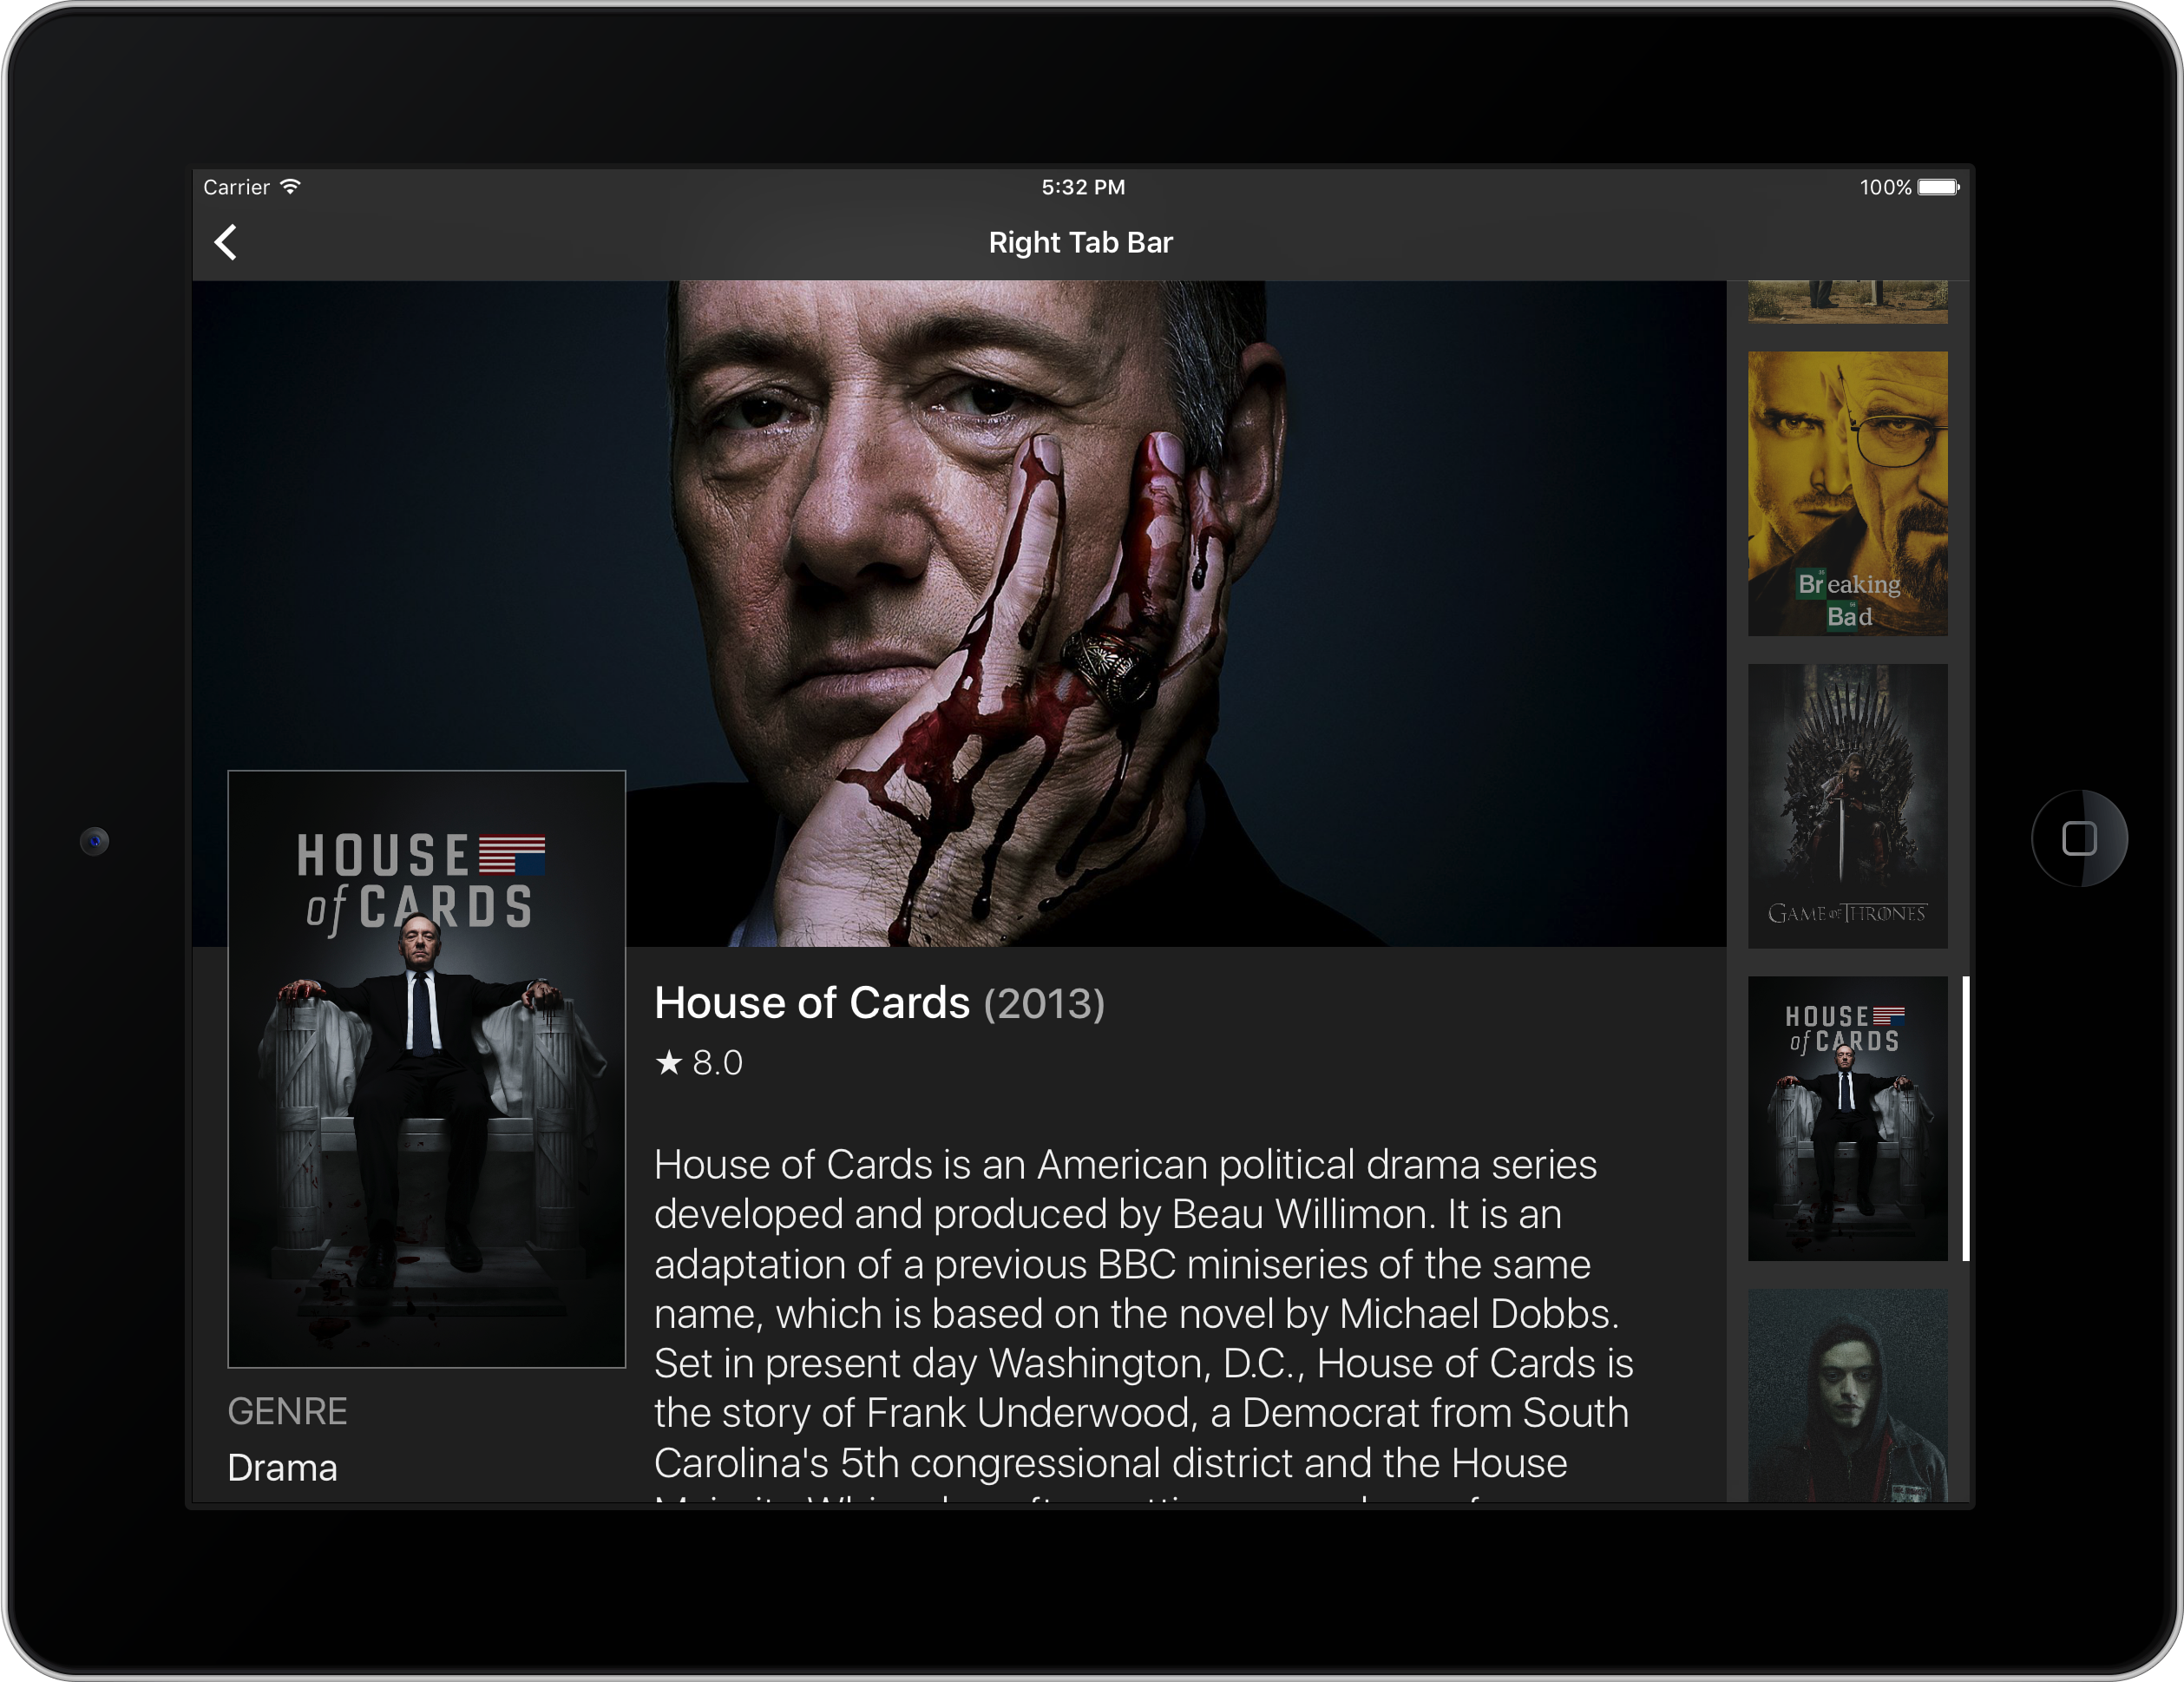 Carrier
5:32 PM
100%
Right Tab Bar
Breaking
Bad
GAME OF THRONES
HOUSE
of CARDS
House of Cards (2013)
★ 8.0
House of Cards is an American political drama series
developed and produced by Beau Willimon. It is an
adaptation of a previous BBC miniseries of the same
name, which is based on the novel by Michael Dobbs.
Set in present day Washington, D.C., House of Cards is
the story of Frank Underwood, a Democrat from South
Carolina's 5th congressional district and the House
GENRE
Drama
HOUSE
of CARDS